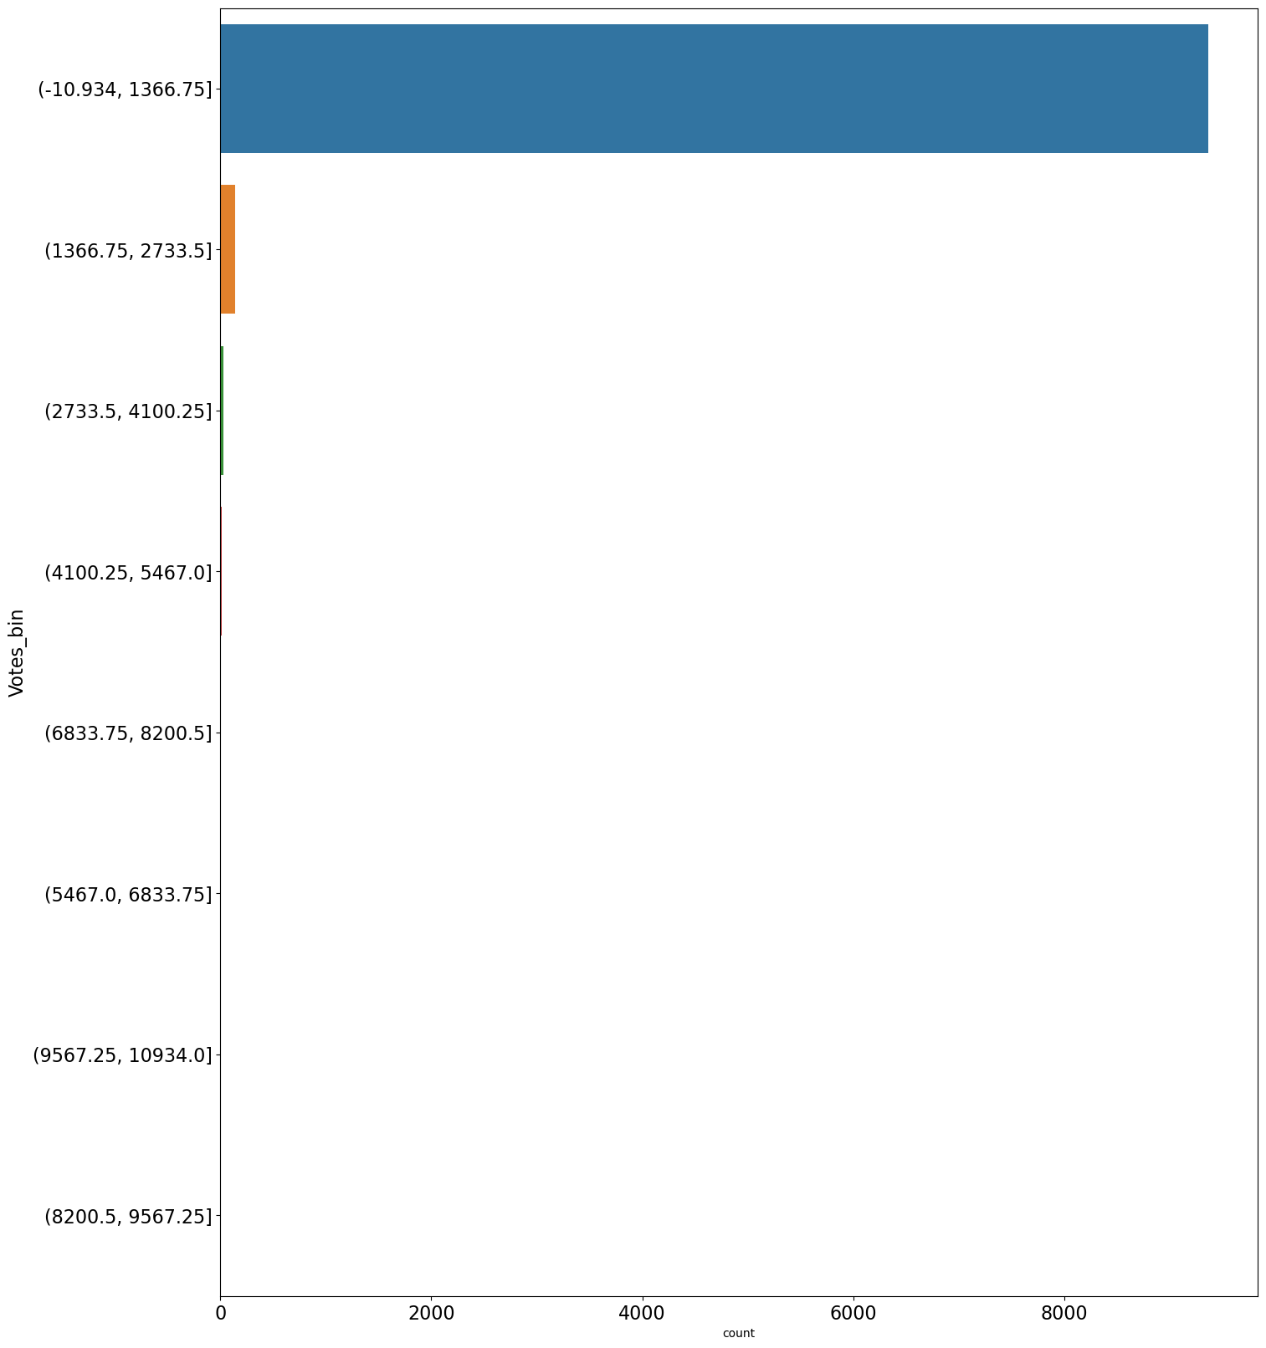 (-10.934, 1366.75]
(1366.75, 2733.5]
(2733.5, 4100.25]
(4100.25, 5467.0]
Votes_bin
(6833.75, 8200.5]
(5467.0, 6833.75]
(9567.25, 10934.0]
(8200.5, 9567.25]
0 2000 4000 6000 8000
count